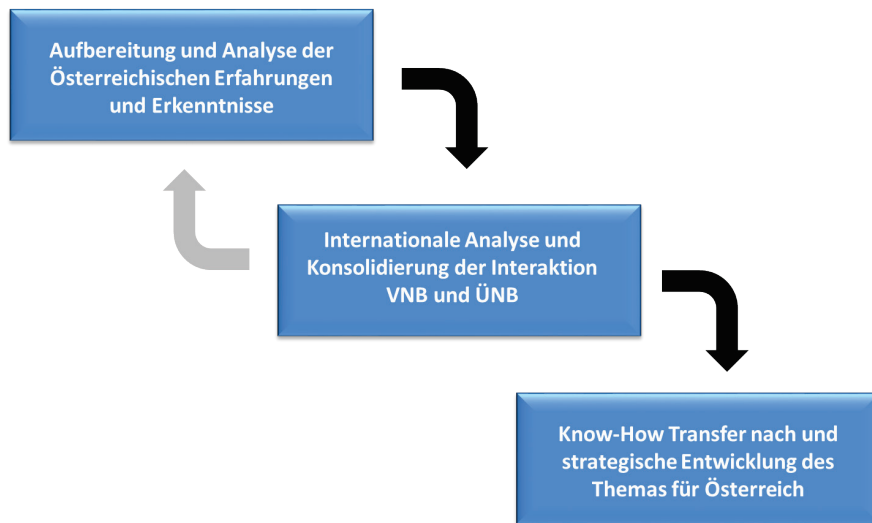 Aufbereitung und Analyse der
Österreichischen Erfahrungen
und Erkenntnisse
Internationale Analyse und
Konsolidierung der Interaktion
VNB und ÜNB
Know-How Transfer nach und
strategische Entwicklung des
Themas für Österreich